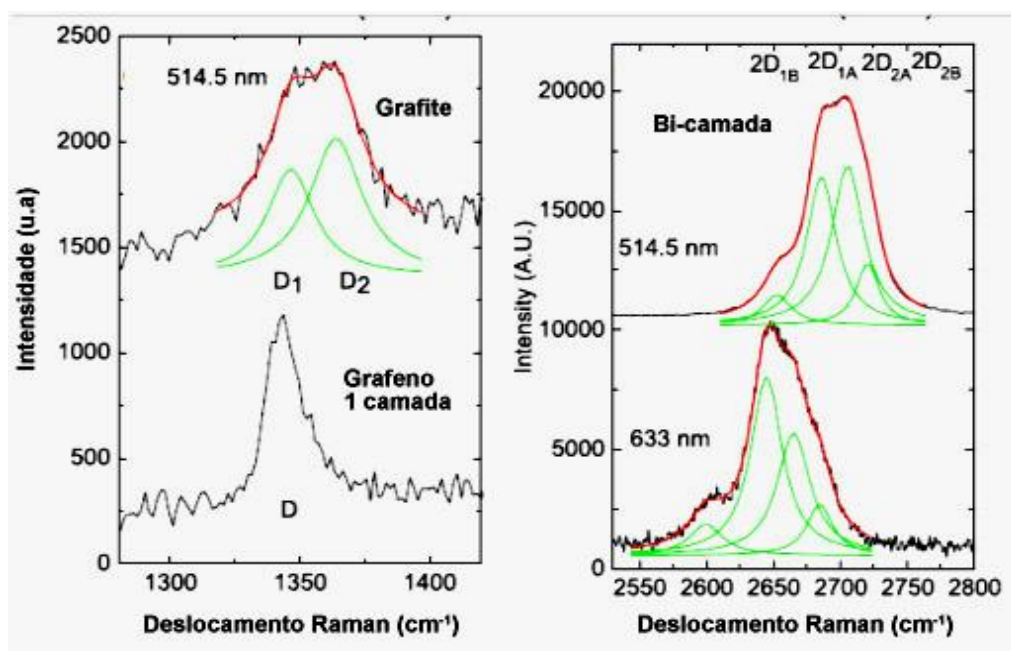 2500
2000
1500
1000
500
0
Intensidade (u.a)
514.5 nm
Grafite
D1
D2
Grafeno
1 camada
D
1300
1350
1400
Deslocamento Raman (cm-1)
20000
15000
10000
5000
0
Intensity (A.U.)
2D1B
2D1A
2D2A
2D2B
Bi-camada
514.5 nm
633 nm
2550
2600
2650
2700
2750
2800
Deslocamento Raman (cm-1)